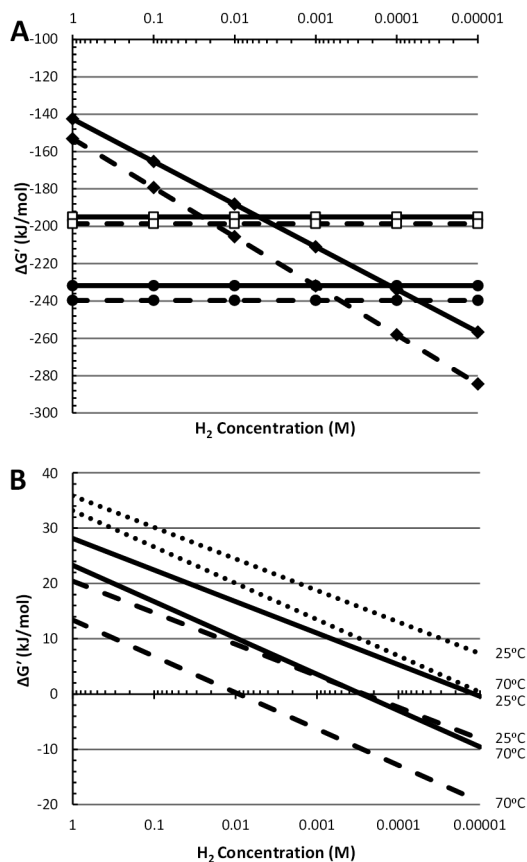 A
1 0.1 0.01 0.001 0.0001 0.00001
-100
-120
-140
-160
-180
-200
-220
-240
-260
-280
-300
ΔG' (kJ/mol)
H2 Concentration (M)
B
40
30
20
10
0
-10
-20
ΔG' (kJ/mol)
25ºC
70ºC
25ºC
25ºC
70ºC
70ºC
1 0.1 0.01 0.001 0.0001 0.00001
H2 Concentration (M)